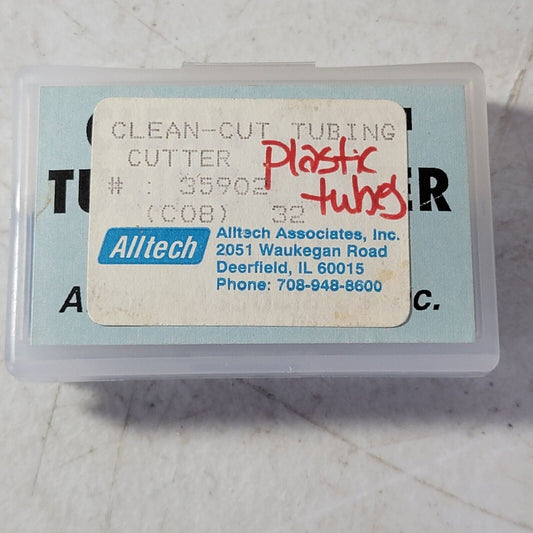 CLEAN-CUT TUBING
CUTTER plastic
# : 35902 tubes
(COB) 32
Alltech
Alltech Associates, Inc.
2051 Waukegan Road
Deerfield, IL 60015
Phone: 708-948-8600